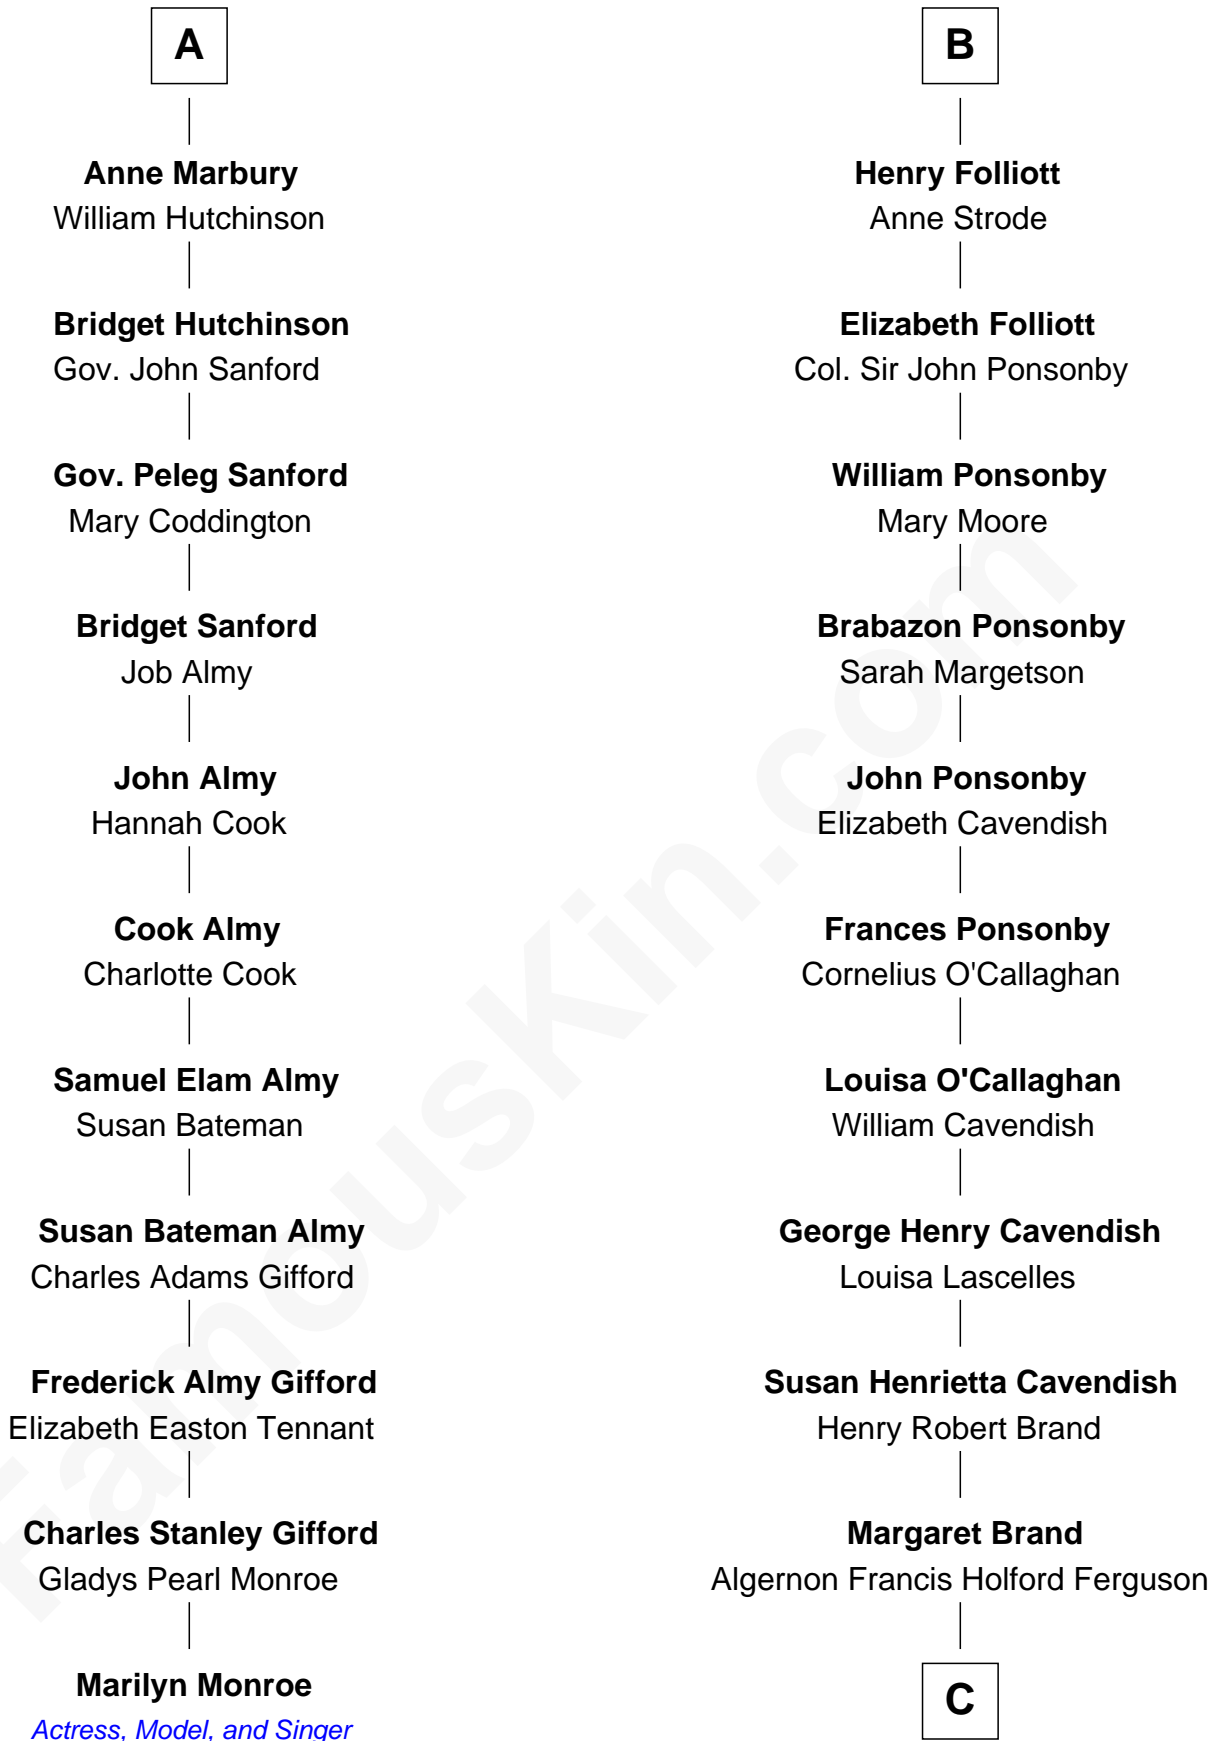 A
Anne Marbury
William Hutchinson
Bridget Hutchinson
Gov. John Sanford
Gov. Peleg Sanford
Mary Coddington
Bridget Sanford
Job Almy
John Almy
Hannah Cook
Cook Almy
Charlotte Cook
Samuel Elam Almy
Susan Bateman
Susan Bateman Almy
Charles Adams Gifford
Frederick Almy Gifford
Elizabeth Easton Tennant
Charles Stanley Gifford
Gladys Pearl Monroe
Marilyn Monroe
Actress, Model, and Singer
B
Henry Folliott
Anne Strode
Elizabeth Folliott
Col. Sir John Ponsonby
William Ponsonby
Mary Moore
Brabazon Ponsonby
Sarah Margetson
John Ponsonby
Elizabeth Cavendish
Frances Ponsonby
Cornelius O'Callaghan
Louisa O'Callaghan
William Cavendish
George Henry Cavendish
Louisa Lascelles
Susan Henrietta Cavendish
Henry Robert Brand
Margaret Brand
Algernon Francis Holford Ferguson
C
FamousKin.com